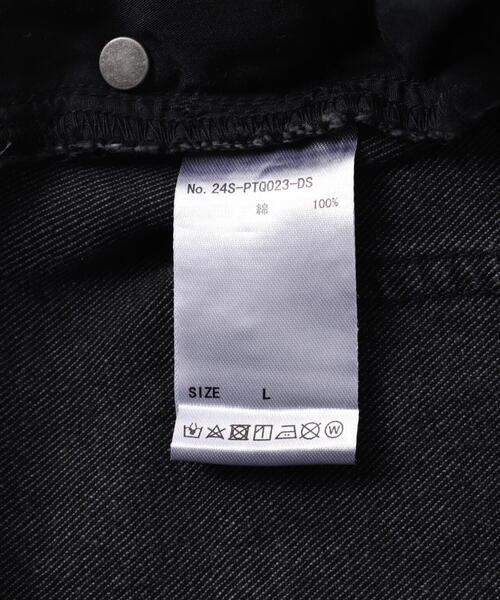 No. 24S-PTQ023-DS
綿 100%
SIZE L
W